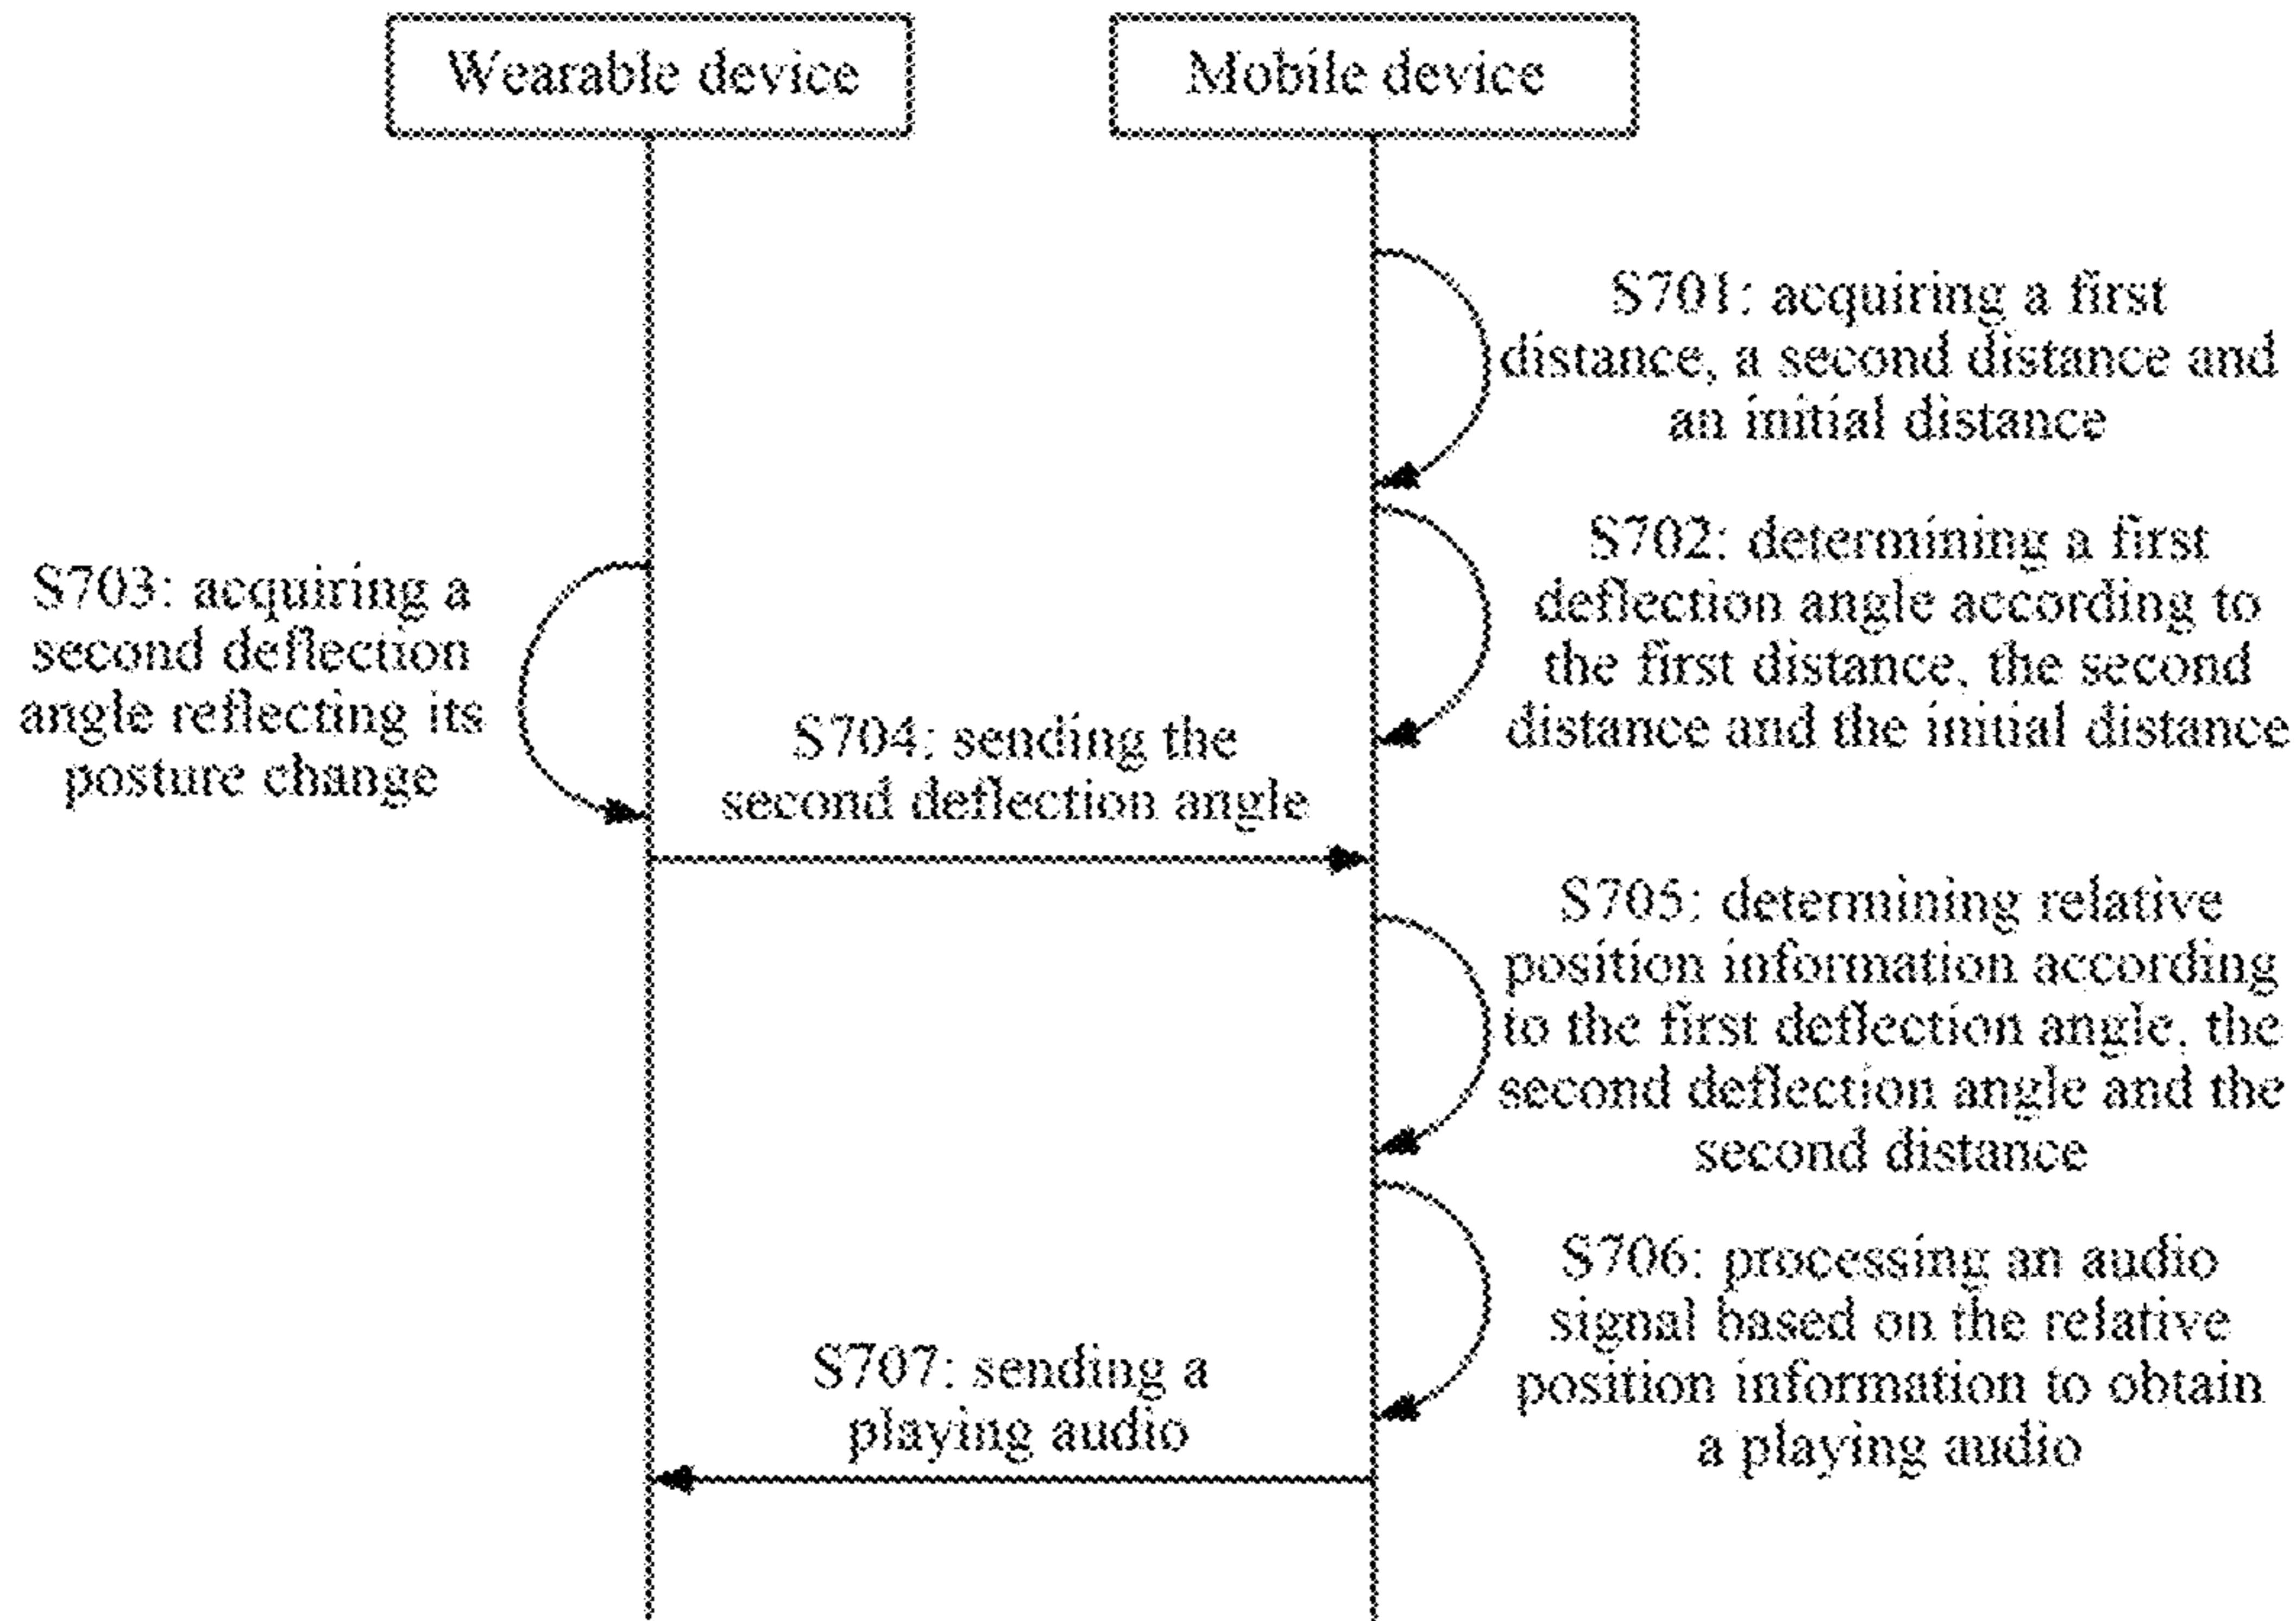 Wearable device
Mobile device
S701: acquiring a first
distance, a second distance and
an initial distance
S702: determining a first
deflection angle according to
the first distance, the second
distance and the initial distance
S703: acquiring a
second deflection
angle reflecting its
posture change
S704: sending the
second deflection angle
S705: determining relative
position information according
to the first deflection angle, the
second deflection angle and the
second distance
S706: processing an audio
signal based on the relative
position information to obtain
a playing audio
S707: sending a
playing audio